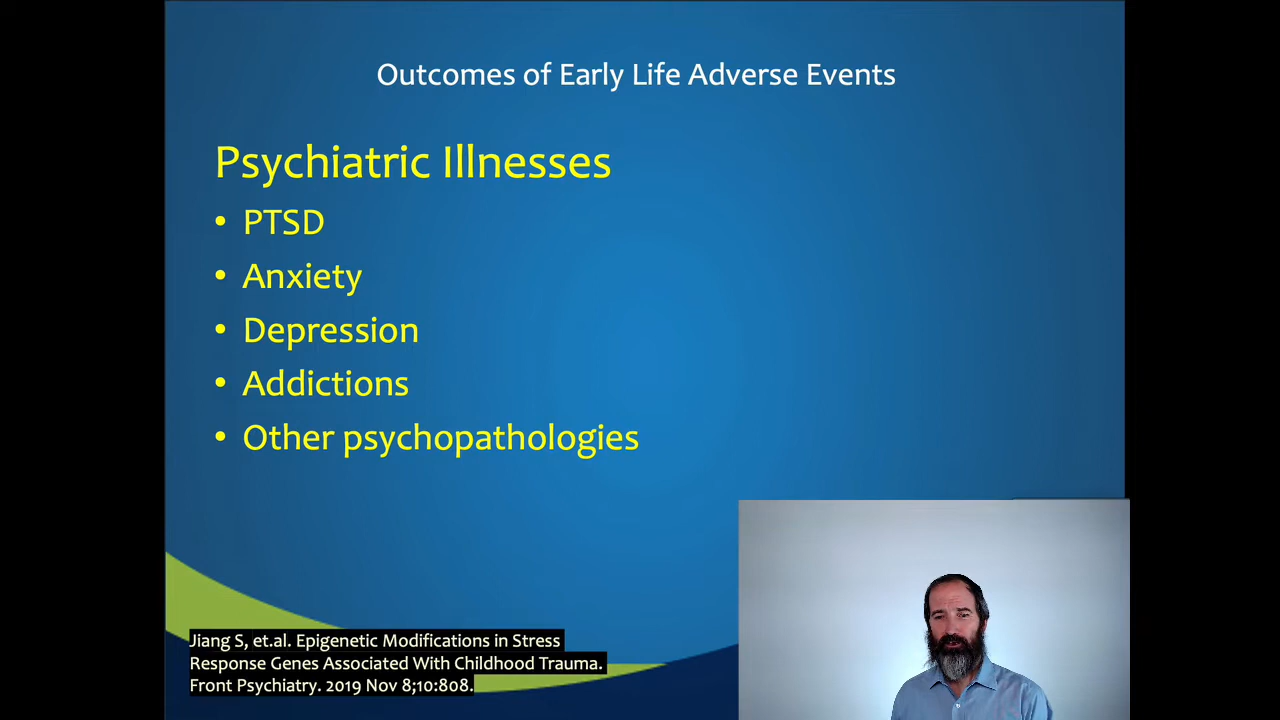 Outcomes of Early Life Adverse Events
Psychiatric Illnesses
• PTSD
• Anxiety
• Depression
• Addictions
• Other psychopathologies
Jiang S, et.al. Epigenetic Modifications in Stress
Response Genes Associated With Childhood Trauma.
Front Psychiatry. 2019 Nov 8;10:808.